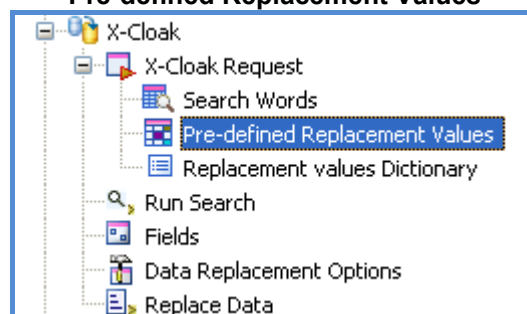 Pre-defined Replacement Values
X-Cloak
X-Cloak Request
Search Words
Pre-defined Replacement Values
Replacement values Dictionary
Run Search
Fields
Data Replacement Options
Replace Data